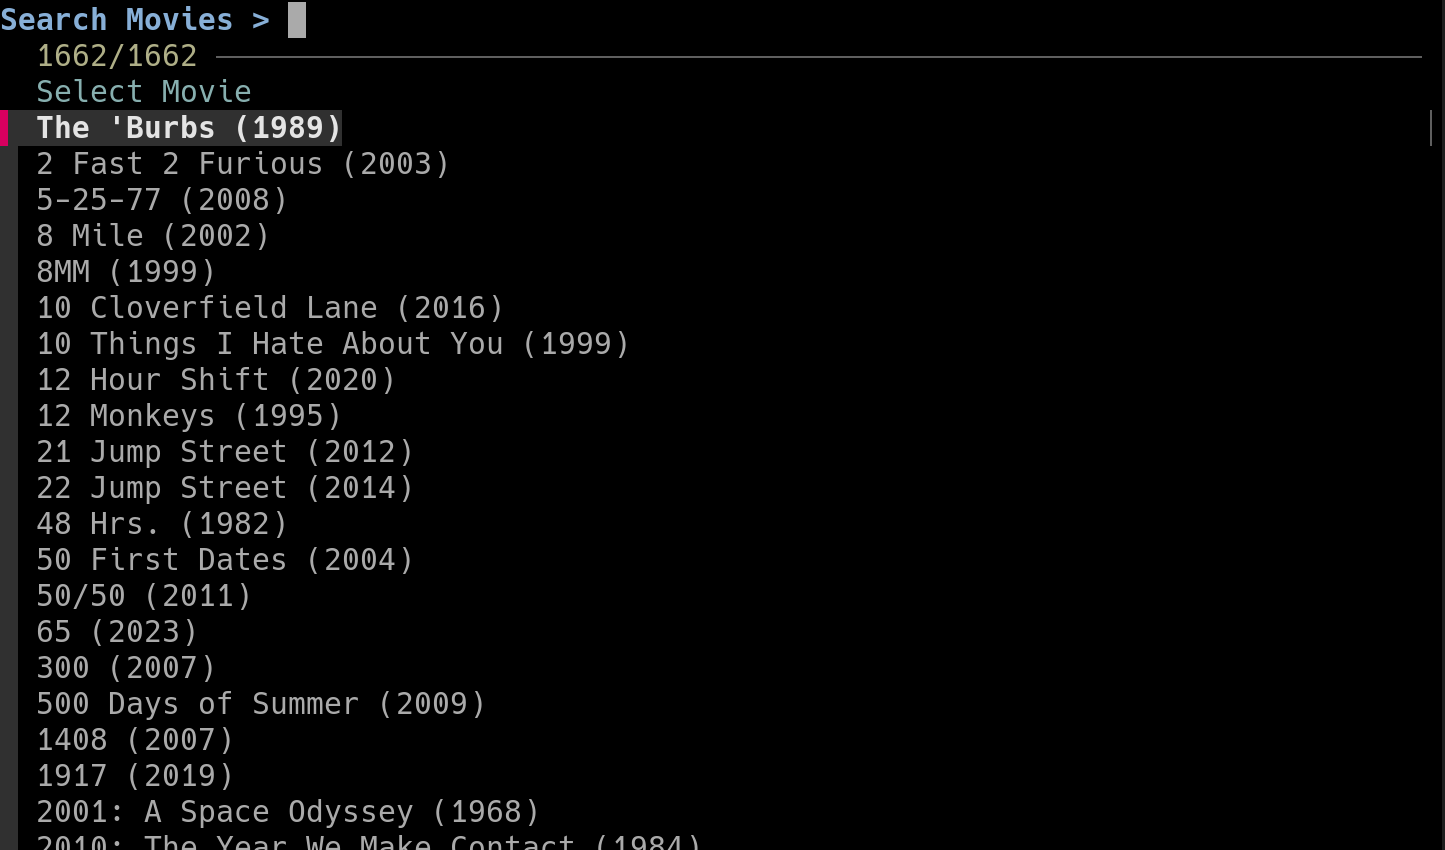 Search Movies >
1662/1662
Select Movie
The 'Burbs (1989)
2 Fast 2 Furious (2003)
5-25-77 (2008)
8 Mile (2002)
8MM (1999)
10 Cloverfield Lane (2016)
10 Things I Hate About You (1999)
12 Hour Shift (2020)
12 Monkeys (1995)
21 Jump Street (2012)
22 Jump Street (2014)
48 Hrs. (1982)
50 First Dates (2004)
50/50 (2011)
65 (2023)
300 (2007)
500 Days of Summer (2009)
1408 (2007)
1917 (2019)
2001: A Space Odyssey (1968)
2010: The Year We Make Contact (1984)